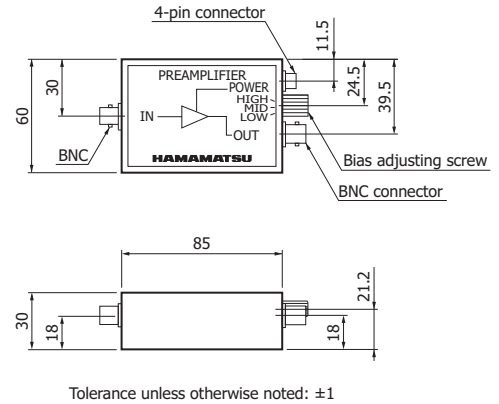 4-pin connector
11.5
24.5
39.5
30
60
PREAMPLIFIER
POWER
HIGH
MID
LOW
IN
OUT
HAMAMATSU
BNC
Bias adjusting screw
BNC connector
85
21.2
30
18
18
Tolerance unless otherwise noted: ±1